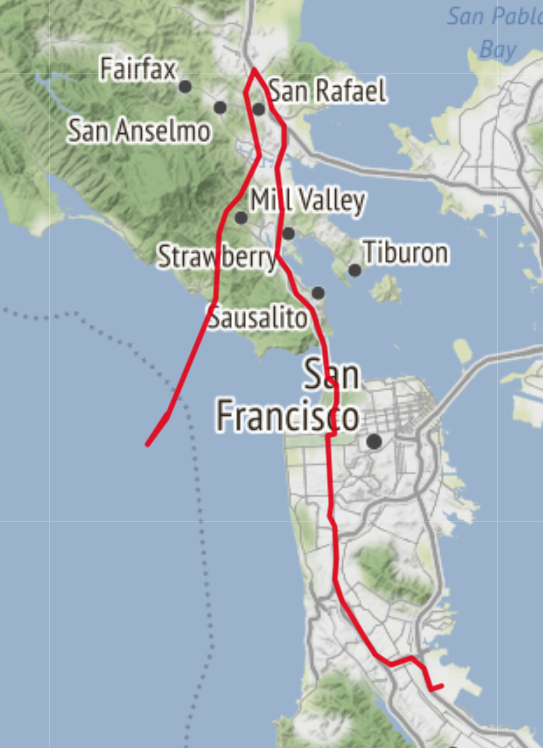 San Pablo
Bay
Fairfax
San Rafael
San Anselmo
Mill Valley
Strawberry
Tiburon
Sausalito
San
Francisco